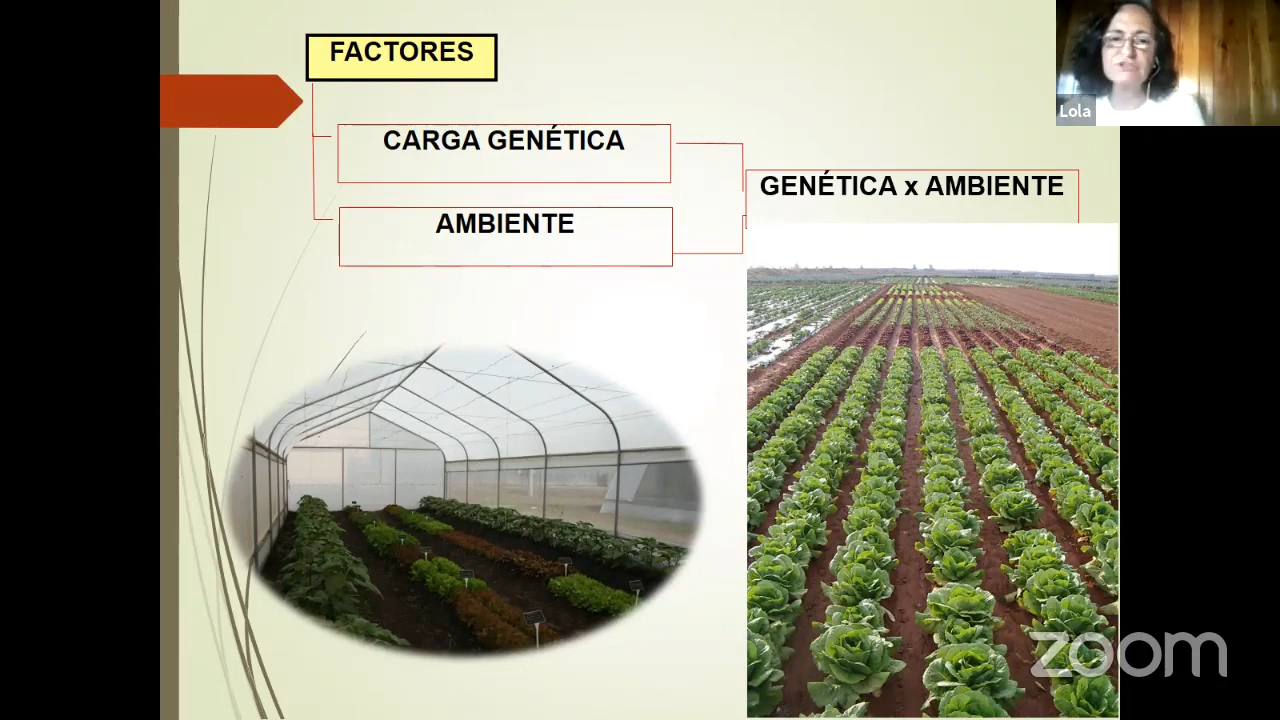 FACTORES
CARGA GENÉTICA
AMBIENTE
GENÉTICA x AMBIENTE
Lola
zoom